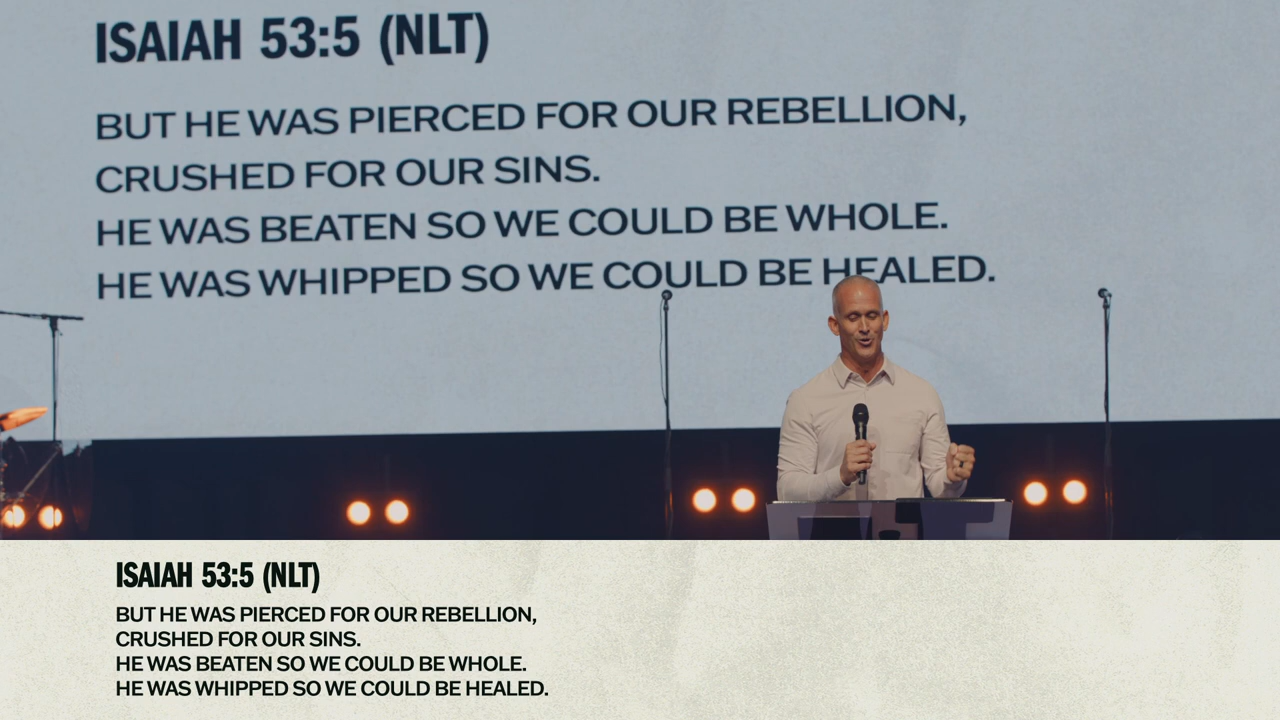 ISAIAH 53:5 (NLT)
BUT HE WAS PIERCED FOR OUR REBELLION,
CRUSHED FOR OUR SINS.
HE WAS BEATEN SO WE COULD BE WHOLE.
HE WAS WHIPPED SO WE COULD BE HEALED.
ISAIAH 53:5 (NLT)
BUT HE WAS PIERCED FOR OUR REBELLION,
CRUSHED FOR OUR SINS.
HE WAS BEATEN SO WE COULD BE WHOLE.
HE WAS WHIPPED SO WE COULD BE HEALED.